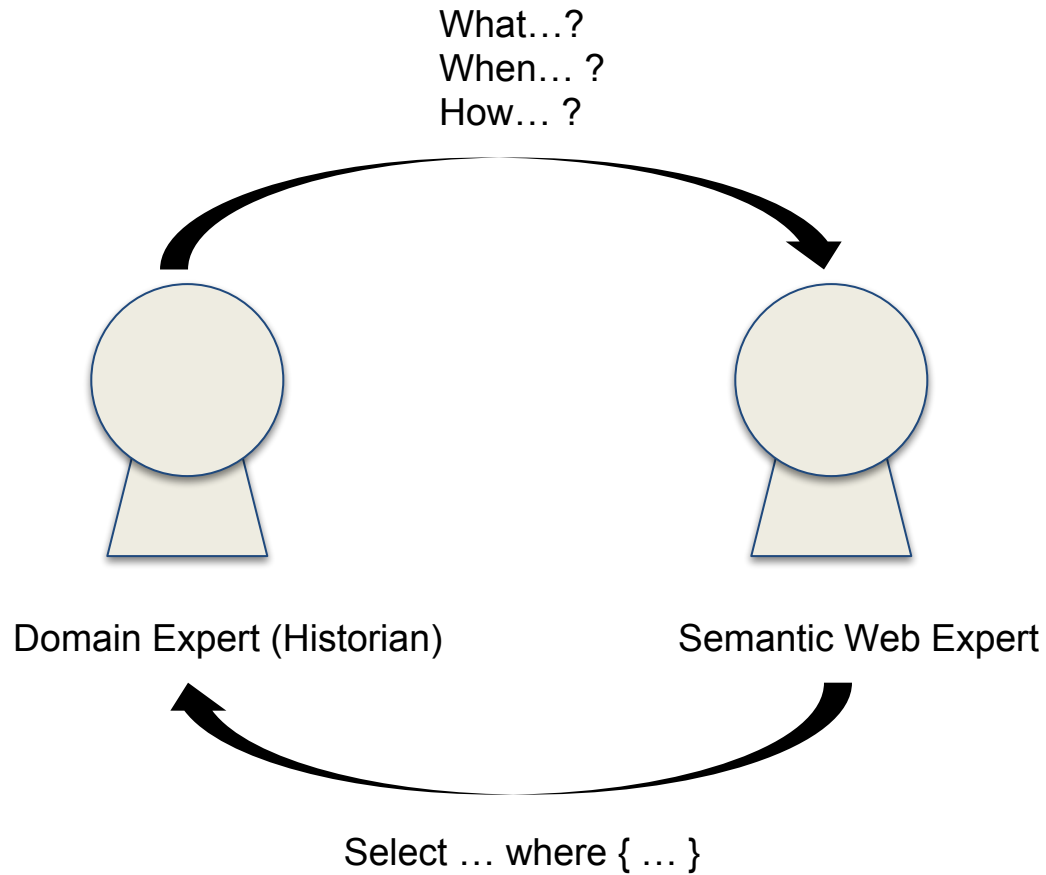 What…?
When… ?
How… ?
Domain Expert (Historian)
Semantic Web Expert
Select … where { … }